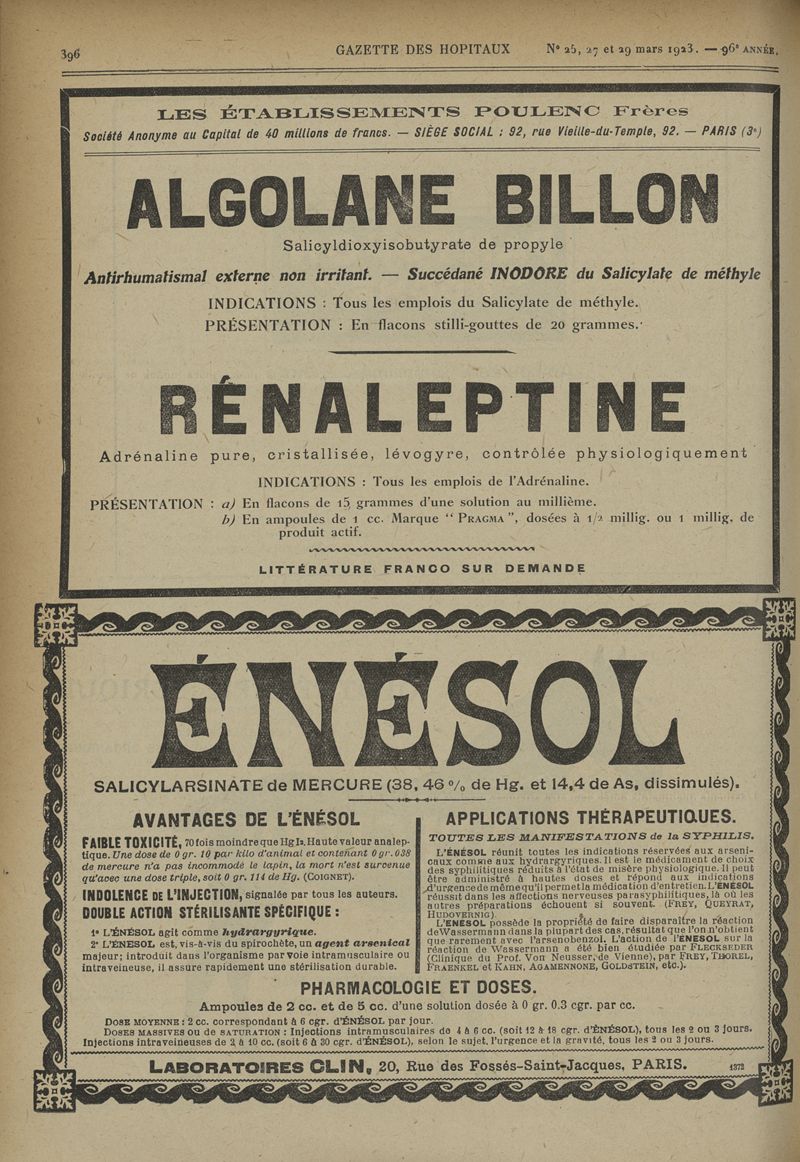 396
GAZETTE DES HOPITAUX
Nº 25, 27 et 29 mars 1923. — 96e ANNÉE.
LES ÉTABLISSEMENTS POULENC Frères
Société Anonyme au Capital de 40 millions de francs. — SIÈGE SOCIAL : 92, rue Vieille-du-Temple, 92. — PARIS (3e)
ALGOLANE BILLON
Salicyldioxyisobutyrate de propyle
Antirhumatismal externe non irritant. — Succédané INODORE du Salicylate de méthyle
INDICATIONS : Tous les emplois du Salicylate de méthyle.
PRÉSENTATION : En flacons stilli-gouttes de 20 grammes.
RÉNALEPTINE
Adrénaline pure, cristallisée, lévogyre, contrôlée physiologiquement
INDICATIONS : Tous les emplois de l'Adrénaline.
PRÉSENTATION : a) En flacons de 15 grammes d'une solution au millième.
b) En ampoules de 1 cc. Marque “ PRAGMA ”, dosées à 1/2 millig. ou 1 millig. de
produit actif.
LITTÉRATURE FRANCO SUR DEMANDE
ÉNÉSOL
SALICYLARSINATE de MERCURE (38, 46 % de Hg. et 14,4 de As, dissimulés).
AVANTAGES DE L'ÉNÉSOL
FAIBLE TOXICITÉ, 70 fois moindre que HgI2. Haute valeur analep-
tique. Une dose de 0 gr. 10 par kilo d'animal et contenant 0 gr. 038
de mercure n'a pas incommodé le lapin, la mort n'est survenue
qu'avec une dose triple, soit 0 gr. 114 de Hg. (COIGNET).
INDOLENCE DE L'INJECTION, signalée par tous les auteurs.
DOUBLE ACTION STÉRILISANTE SPÉCIFIQUE :
1º L'ÉNÉSOL agit comme hydrargyrique.
2º L'ÉNÉSOL est, vis-à-vis du spirochète, un agent arsenical
majeur; introduit dans l'organisme par voie intramusculaire ou
intraveineuse, il assure rapidement une stérilisation durable.
APPLICATIONS THÉRAPEUTIQUES.
TOUTES LES MANIFESTATIONS de la SYPHILIS.
L'ÉNÉSOL réunit toutes les indications réservées aux arseni-
caux comme aux hydrargyriques. Il est le médicament de choix
des syphilitiques réduits à l'état de misère physiologique. Il peut
être administré à hautes doses et répond aux indications
d'urgence de même qu'il permet la médication d'entretien. L'ÉNÉSOL
réussit dans les affections nerveuses parasyphilitiques, là où les
autres préparations échouent si souvent. (FREY, QUEYRAT,
HUDOVERNIG).
L'ÉNÉSOL possède la propriété de faire disparaître la réaction
de Wassermann dans la plupart des cas, résultat que l'on n'obtient
que rarement avec l'arsenobenzol. L'action de l'ÉNÉSOL sur la
réaction de Wassermann a été bien étudiée par FLECKSEDER
(Clinique du Prof. Von Neusser, de Vienne), par FREY, THOREL,
FRAENKEL et KAHN, AGAMENNONE, GOLDSTEIN, etc.).
PHARMACOLOGIE ET DOSES.
Ampoules de 2 cc. et de 5 cc. d'une solution dosée à 0 gr. 0.3 cgr. par cc.
DOSE MOYENNE : 2 cc. correspondant à 6 cgr. d'ÉNÉSOL par jour.
DOSES MASSIVES OU DE SATURATION : Injections intramusculaires de 4 à 6 cc. (soit 12 à 18 cgr. d'ÉNÉSOL), tous les 2 ou 3 jours.
Injections intraveineuses de 2 à 10 cc. (soit 6 à 30 cgr. d'ÉNÉSOL), selon le sujet, l'urgence et la gravité, tous les 2 ou 3 jours.
LABORATOIRES CLIN, 20, Rue des Fossés-Saint-Jacques, PARIS.
1372